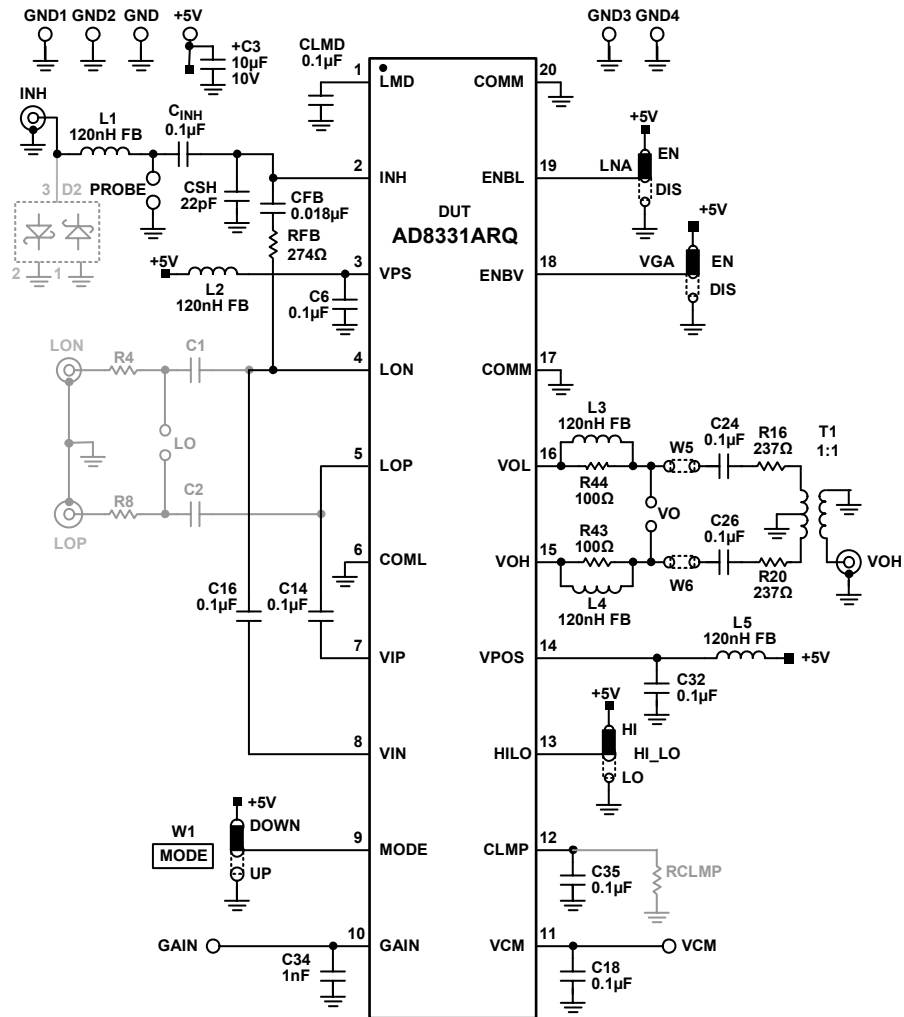 GND1 GND2 GND +5V
+C3
10µF
10V
CLMD
0.1µF
GND3 GND4
INH
L1
120nH FB
CINH
0.1µF
3 D2
2 1
PROBE
CSH
22pF
CFB
0.018µF
RFB
274Ω
+5V
L2
120nH FB
C6
0.1µF
LON
R4
C1
LO
R8
C2
LOP
C16
0.1µF
C14
0.1µF
+5V
DOWN
W1
MODE
UP
GAIN
C34
1nF
1 LMD
2 INH
3 VPS
4 LON
5 LOP
6 COML
7 VIP
8 VIN
9 MODE
10 GAIN
DUT
AD8331ARQ
COMM 20
ENBL 19
ENBV 18
COMM 17
VOL 16
VOH 15
VPOS 14
HILO 13
CLMP 12
VCM 11
+5V
LNA
EN
DIS
+5V
VGA
EN
DIS
L3
120nH FB
R44
100Ω
W5
C24
0.1µF
R16
237Ω
T1
1:1
VO
R43
100Ω
L4
120nH FB
W6
C26
0.1µF
R20
237Ω
VOH
L5
120nH FB
+5V
C32
0.1µF
+5V
HI
HI_LO
LO
C35
0.1µF
RCLMP
VCM
C18
0.1µF